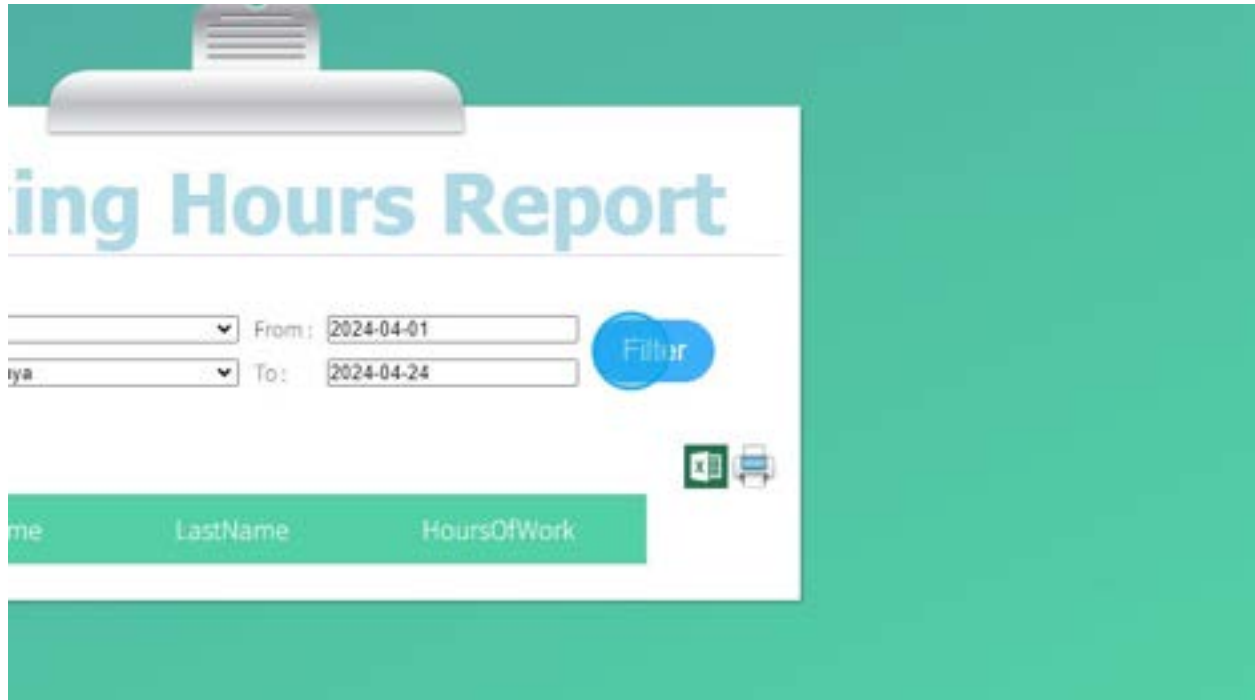 ing Hours Report
From : 2024-04-01
Filter
ya To : 2024-04-24
me LastName HoursOfWork